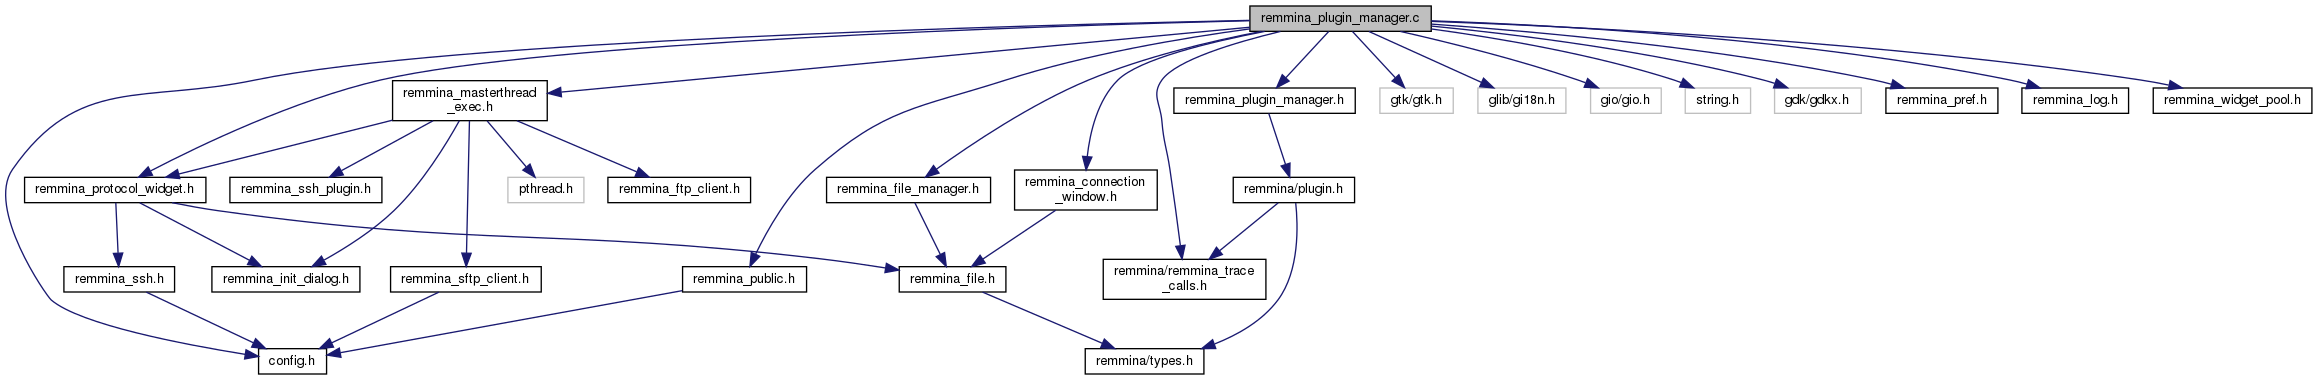 remmina_plugin_manager.c
remmina_masterthread
_exec.h
remmina_plugin_manager.h
gtk/gtk.h
glib/gi18n.h
gio/gio.h
string.h
gdk/gdkx.h
remmina_pref.h
remmina_log.h
remmina_widget_pool.h
remmina_protocol_widget.h
remmina_ssh_plugin.h
pthread.h
remmina_ftp_client.h
remmina_file_manager.h
remmina_connection
_window.h
remmina/plugin.h
remmina_ssh.h
remmina_init_dialog.h
remmina_sftp_client.h
remmina_public.h
remmina_file.h
remmina/remmina_trace
_calls.h
config.h
remmina/types.h